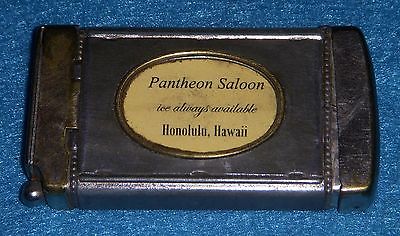 Pantheon Saloon
ice always available
Honolulu, Hawaii